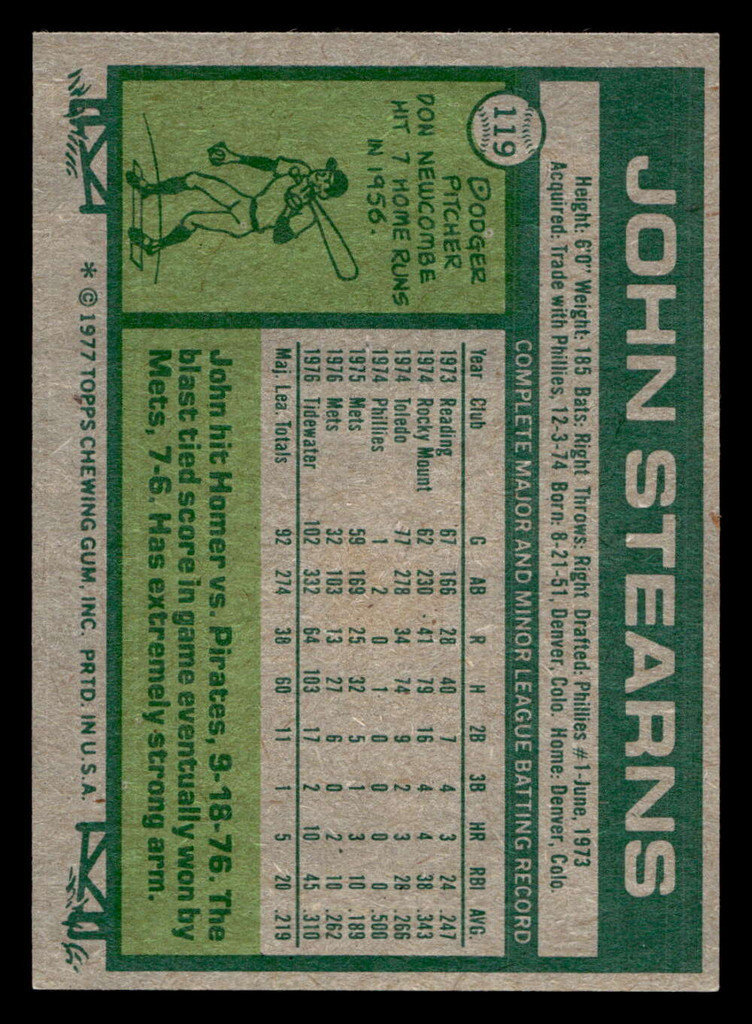 JOHN STEARNS
Height: 6'0" Weight: 185 Bats: Right Throws: Right Drafted: Phillies #1-June, 1973
Acquired: Trade with Phillies, 12-3-74 Born: 8-21-51, Denver, Colo. Home: Denver, Colo.
119
COMPLETE MAJOR AND MINOR LEAGUE BATTING RECORD
DODGER
PITCHER
DON NEWCOMBE
HIT 7 HOME RUNS
IN 1956.
Year Club G AB R H 2B 3B HR RBI AVG.
1973 Reading 67 166 28 40 7 4 3 24 .247
1974 Rocky Mount 62 230 41 79 16 4 4 38 .343
1974 Toledo 77 278 34 74 9 2 3 28 .266
1974 Phillies 1 2 0 1 0 0 0 0 .500
1975 Mets 59 169 25 32 5 1 3 10 .189
1976 Mets 32 103 13 27 6 0 2 10 .262
1976 Tidewater 102 332 64 103 17 2 10 45 .310
Maj. Lea. Totals 92 274 38 60 11 1 5 20 .219
John hit Homer vs. Pirates, 9-18-76. The
blast tied score in game eventually won by
Mets, 7-6. Has extremely strong arm.
* © 1977 TOPPS CHEWING GUM, INC. PRTD. IN U.S.A.